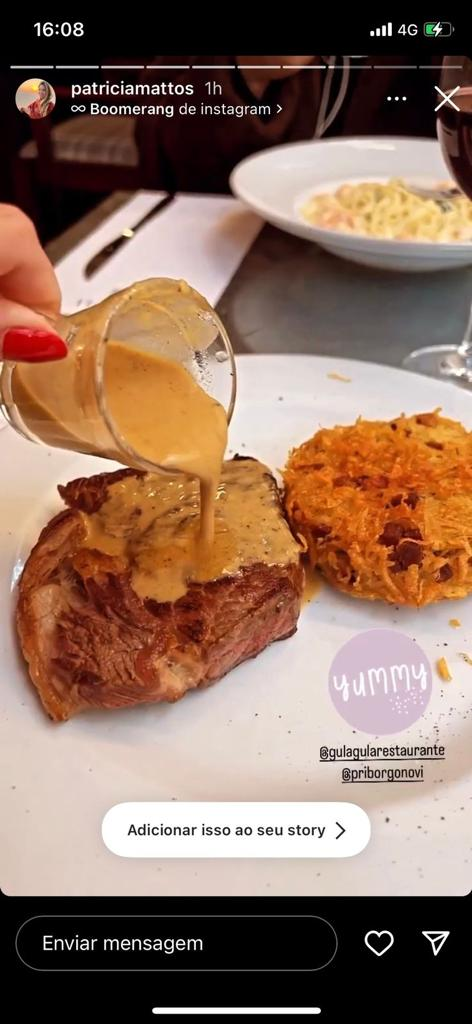 16:08
4G
patriciamattos 1h
∞ Boomerang de instagram >
yummy
@gulagularestaurante
@priborgonovi
Adicionar isso ao seu story >
Enviar mensagem